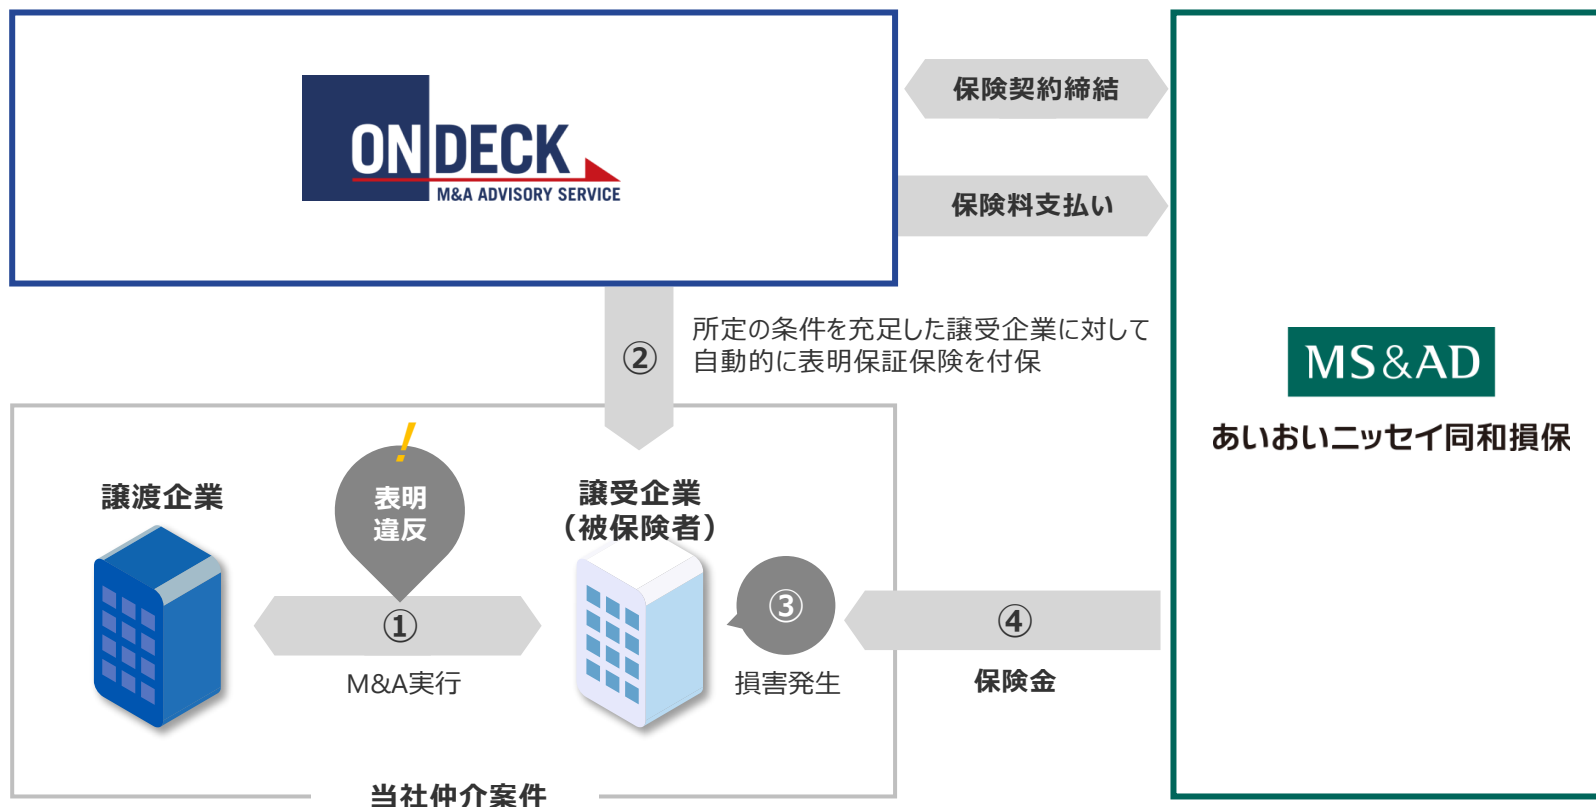 ON DECK
M&A ADVISORY SERVICE
保険契約締結
保険料支払い
②
所定の条件を充足した譲受企業に対して
自動的に表明保証保険を付保
MS&AD
あいおいニッセイ同和損保
譲渡企業
!
表明
違反
譲受企業
（被保険者）
①
M&A実行
③
損害発生
④
保険金
当社仲介案件